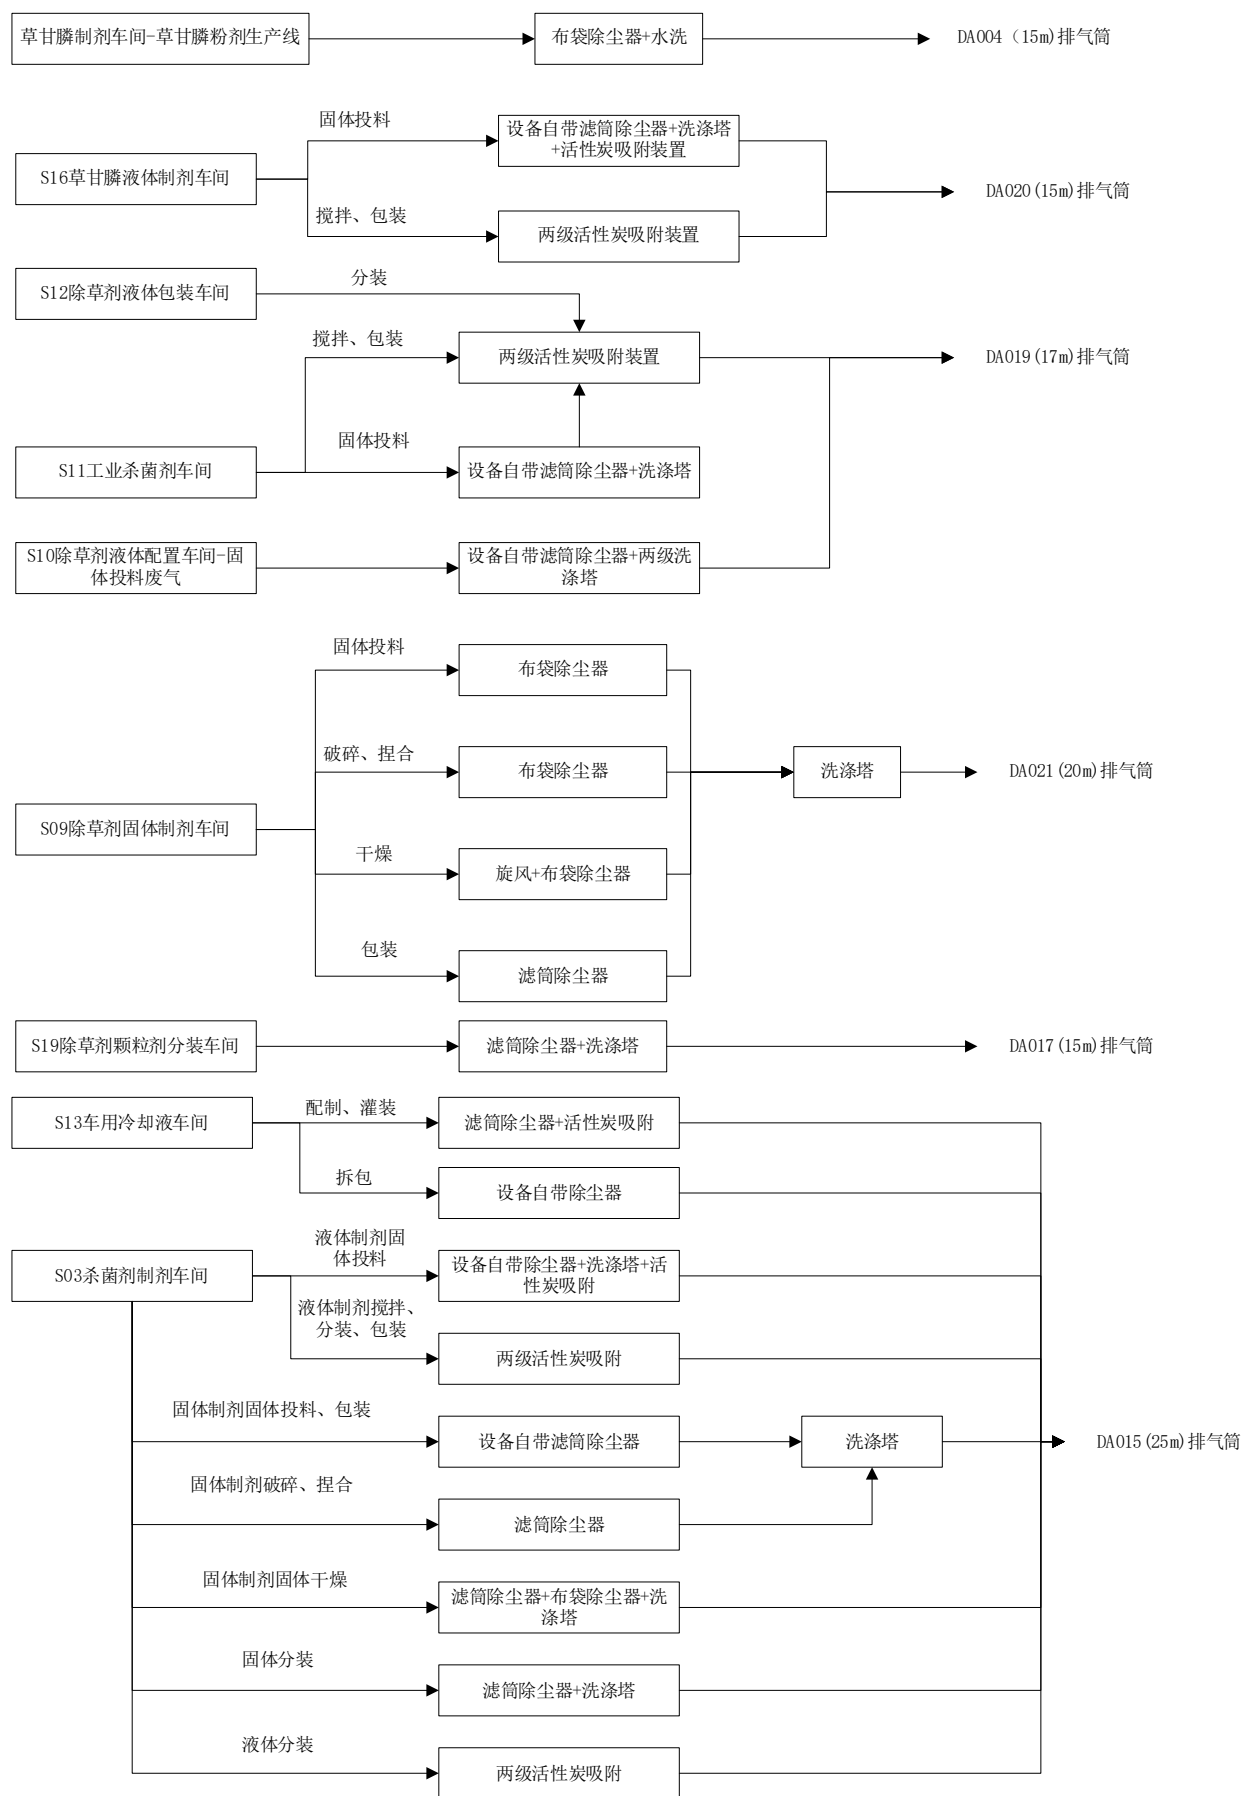 草甘膦制剂车间-草甘膦粉剂生产线
布袋除尘器+水洗
DA004（15m)排气筒
固体投料
设备自带滤筒除尘器+洗涤塔
+活性炭吸附装置
S16草甘膦液体制剂车间
DA020(15m)排气筒
搅拌、包装
两级活性炭吸附装置
S12除草剂液体包装车间
分装
搅拌、包装
两级活性炭吸附装置
DA019(17m)排气筒
固体投料
S11工业杀菌剂车间
设备自带滤筒除尘器+洗涤塔
S10除草剂液体配置车间-固
体投料废气
设备自带滤筒除尘器+两级洗
涤塔
固体投料
布袋除尘器
破碎、捏合
布袋除尘器
洗涤塔
DA021(20m)排气筒
S09除草剂固体制剂车间
干燥
旋风+布袋除尘器
包装
滤筒除尘器
S19除草剂颗粒剂分装车间
滤筒除尘器+洗涤塔
DA017(15m)排气筒
S13车用冷却液车间
配制、灌装
滤筒除尘器+活性炭吸附
拆包
设备自带除尘器
液体制剂固
体投料
S03杀菌剂制剂车间
设备自带除尘器+洗涤塔+活
性炭吸附
液体制剂搅拌、
分装、包装
两级活性炭吸附
固体制剂固体投料、包装
设备自带滤筒除尘器
洗涤塔
DA015(25m)排气筒
固体制剂破碎、捏合
滤筒除尘器
固体制剂固体干燥
滤筒除尘器+布袋除尘器+洗
涤塔
固体分装
滤筒除尘器+洗涤塔
液体分装
两级活性炭吸附